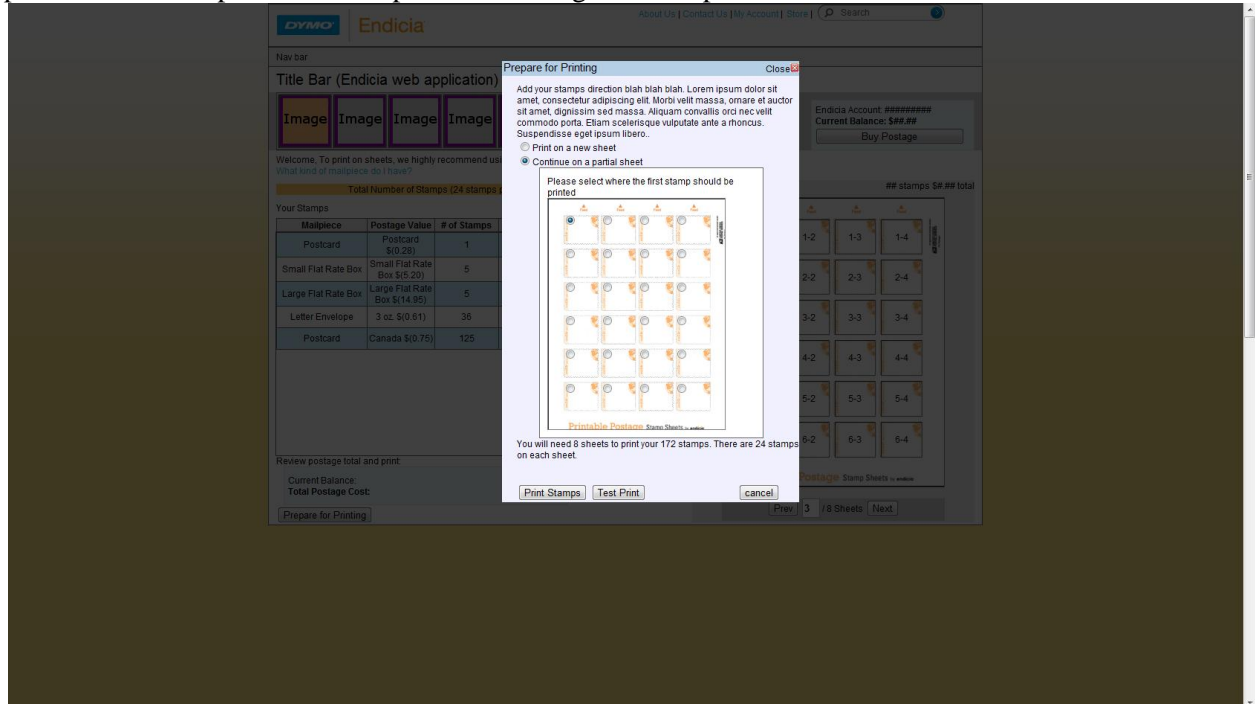 DYMO Endicia
About Us | Contact Us | My Account | Store | Search
Nav bar
Title Bar (Endicia web application)
Image Image Image Image
Endicia Account: #########
Current Balance: $##.##
Buy Postage
Welcome, To print on sheets, we highly recommend usi
What kind of mailpiece do I have?
Total Number of Stamps (24 stamps
## stamps $#.## total
Your Stamps
Mailpiece Postage Value # of Stamps
Postcard Postcard $(0.28) 1
Small Flat Rate Box Small Flat Rate Box $(5.20) 5
Large Flat Rate Box Large Flat Rate Box $(14.95) 5
Letter Envelope 3 oz. $(0.61) 36
Postcard Canada $(0.75) 125
Review postage total and print:
Current Balance:
Total Postage Cost:
Prepare for Printing
Prepare for Printing Close
Add your stamps direction blah blah blah. Lorem ipsum dolor sit
amet, consectetur adipiscing elit. Morbi velit massa, ornare et auctor
sit amet, dignissim sed massa. Aliquam convallis orci nec velit
commodo porta. Etiam scelerisque vulputate ante a rhoncus.
Suspendisse eget ipsum libero..
Print on a new sheet
Continue on a partial sheet
Please select where the first stamp should be
printed
Printable Postage Stamp Sheets by endicia
You will need 8 sheets to print your 172 stamps. There are 24 stamps
on each sheet.
Print Stamps Test Print cancel
1-2 1-3 1-4
2-2 2-3 2-4
3-2 3-3 3-4
4-2 4-3 4-4
5-2 5-3 5-4
6-2 6-3 6-4
Postage Stamp Sheets by endicia
Prev 3 / 8 Sheets Next